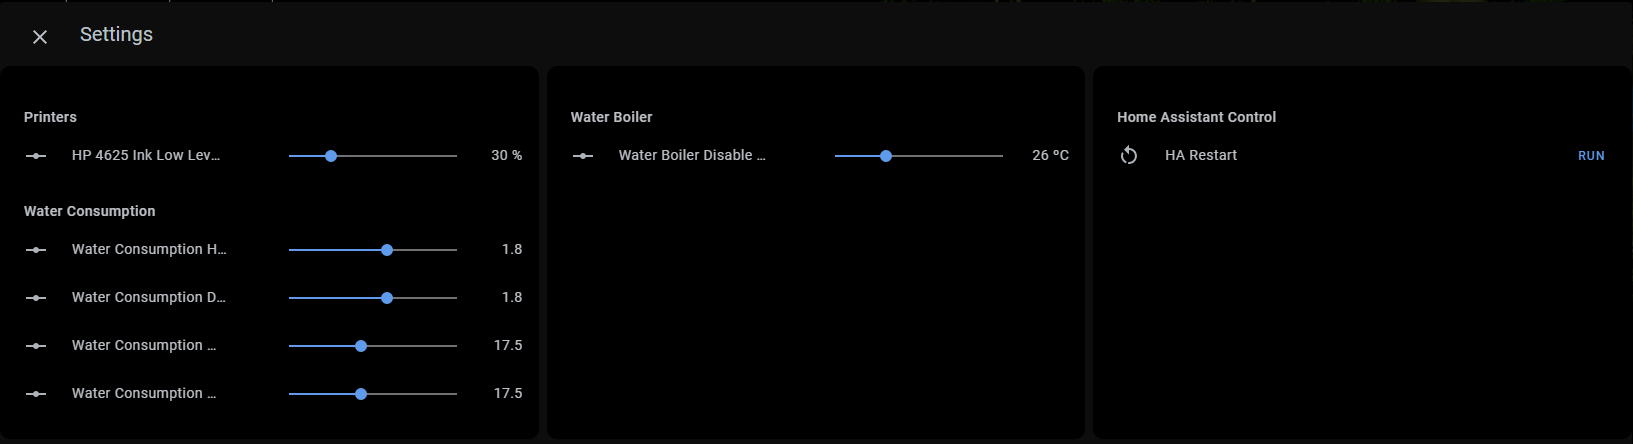 Settings
Printers
HP 4625 Ink Low Lev...
30 %
Water Consumption
Water Consumption H...
1.8
Water Consumption D...
1.8
Water Consumption ...
17.5
Water Consumption ...
17.5
Water Boiler
Water Boiler Disable ...
26 ºC
Home Assistant Control
HA Restart
RUN